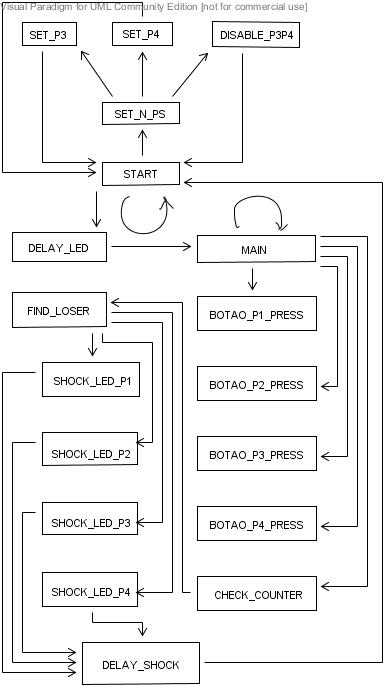 Visual Paradigm for UML Community Edition [not for commercial use]
SET_P3
SET_P4
DISABLE_P3P4
SET_N_PS
START
DELAY_LED
MAIN
FIND_LOSER
BOTAO_P1_PRESS
SHOCK_LED_P1
BOTAO_P2_PRESS
SHOCK_LED_P2
BOTAO_P3_PRESS
SHOCK_LED_P3
BOTAO_P4_PRESS
SHOCK_LED_P4
CHECK_COUNTER
DELAY_SHOCK